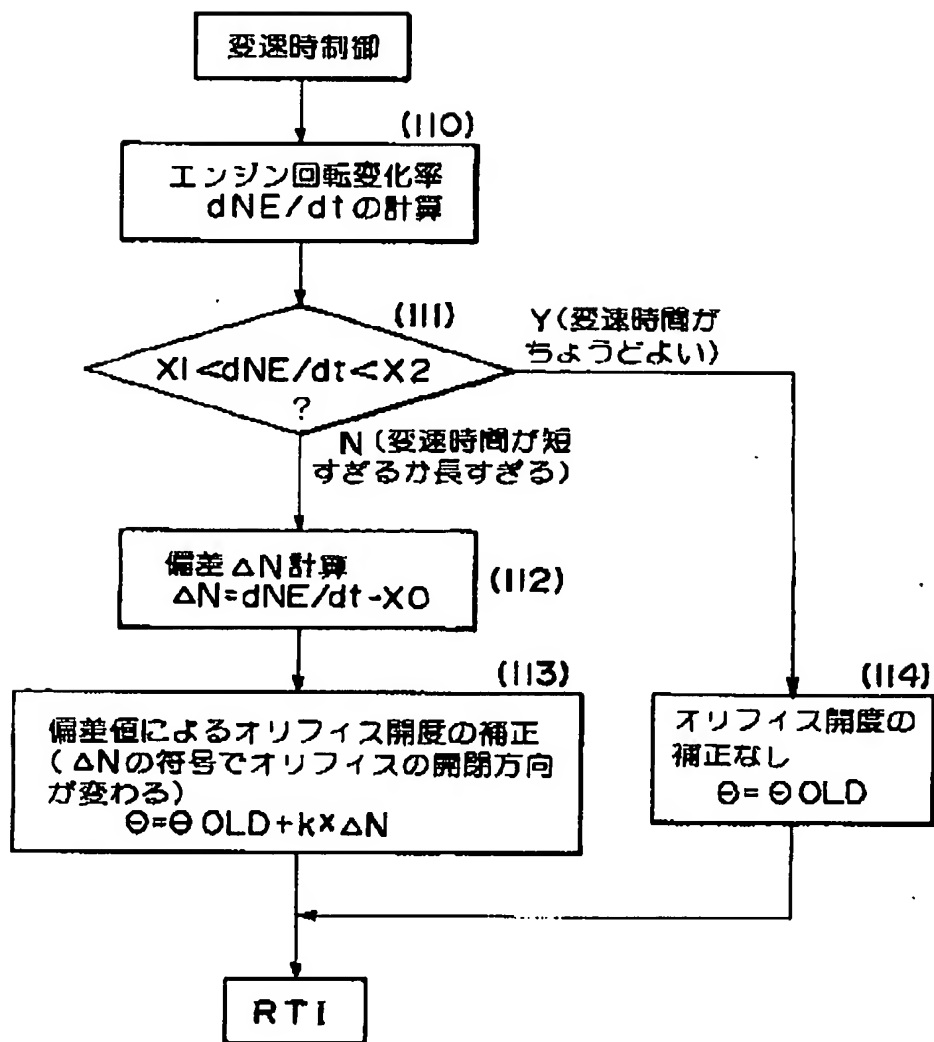 変速時制御
(110)
エンジン回転変化率
dNE/dtの計算
(111)
X1<dNE/dt<X2
?
Y(変速時間が
ちょうどよい)
N(変速時間が短
すぎるか長すぎる)
偏差ΔN計算
ΔN=dNE/dt-X0
(112)
(113)
偏差値によるオリフィス開度の補正
(ΔNの符号でオリフィスの開閉方向
が変わる)
Θ=ΘOLD+k×ΔN
(114)
オリフィス開度の
補正なし
Θ=ΘOLD
RTI